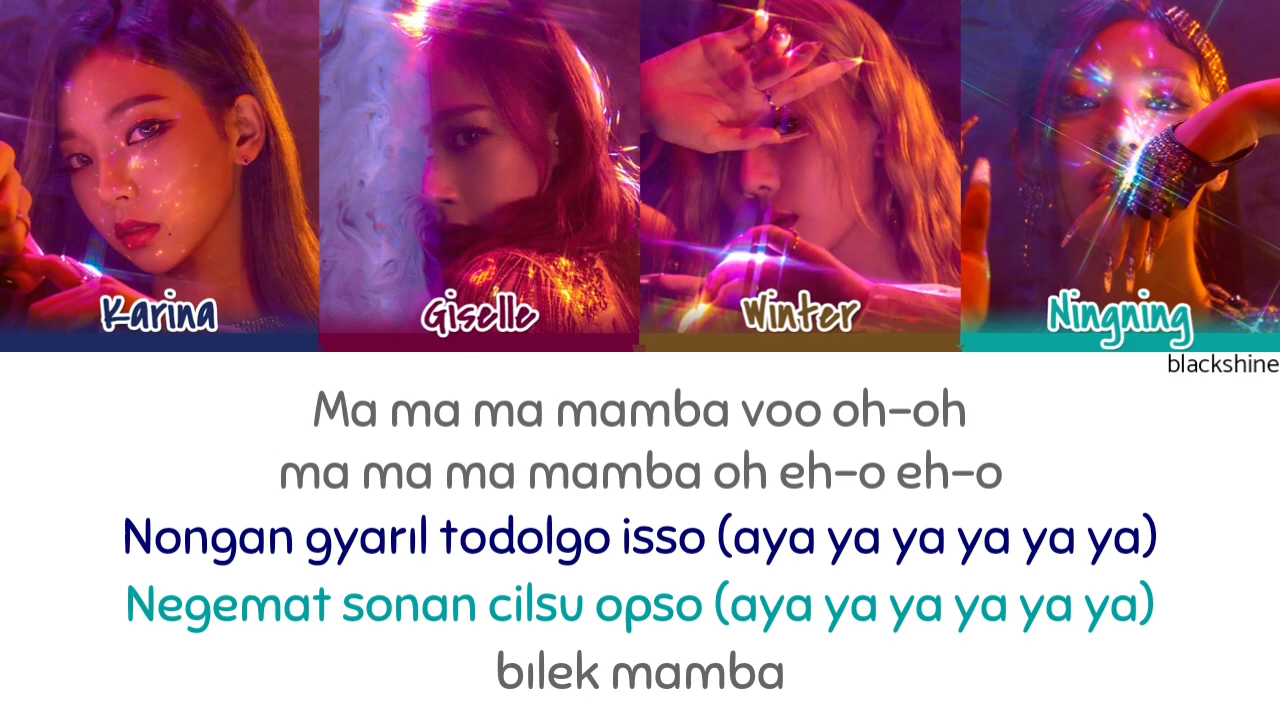 Karina
Giselle
Winter
Ningning
blackshine
Ma ma ma mamba voo oh-oh
ma ma ma mamba oh eh-o eh-o
Nongan gyarıl todolgo isso (aya ya ya ya ya ya)
Negemat sonan cilsu opso (aya ya ya ya ya ya)
bılek mamba